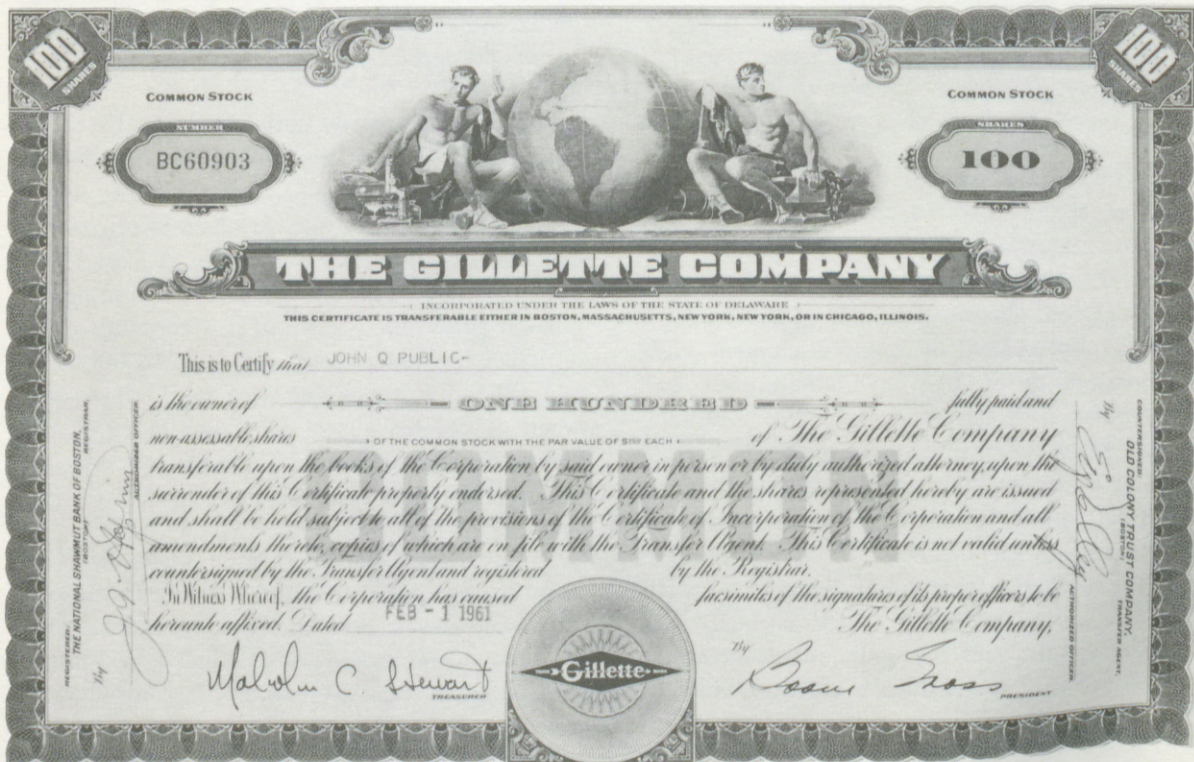 100
SHARES
100
SHARES
COMMON STOCK
COMMON STOCK
NUMBER
BC60903
SHARES
100
THE GILLETTE COMPANY
INCORPORATED UNDER THE LAWS OF THE STATE OF DELAWARE
THIS CERTIFICATE IS TRANSFERABLE EITHER IN BOSTON, MASSACHUSETTS, NEW YORK, NEW YORK, OR IN CHICAGO, ILLINOIS.
This is to Certify that JOHN Q PUBLIC-
is the owner of ONE HUNDRED fully paid and
non-assessable shares OF THE COMMON STOCK WITH THE PAR VALUE OF EACH of The Gillette Company
transferable upon the books of the Corporation by said owner in person or by duly authorized attorney, upon the
surrender of this Certificate properly endorsed. This Certificate and the shares represented hereby are issued
and shall be held subject to all of the provisions of the Certificate of Incorporation of the Corporation and all
amendments thereto, copies of which are on file with the Transfer Agent. This Certificate is not valid unless
countersigned by the Transfer Agent and registered by the Registrar.
In Witness Whereof, the Corporation has caused facsimiles of the signatures of its proper officers to be
hereunto affixed. Dated FEB - 1 1961 The Gillette Company,
COMMON
Malcolm C. Stewart
TREASURER
Gillette
By Boone Gross
PRESIDENT
REGISTERED:
THE NATIONAL SHAWMUT BANK OF BOSTON,
(BOSTON) REGISTRAR,
By
AUTHORIZED OFFICER
COUNTERSIGNED:
OLD COLONY TRUST COMPANY,
(BOSTON) TRANSFER AGENT,
By
AUTHORIZED OFFICER